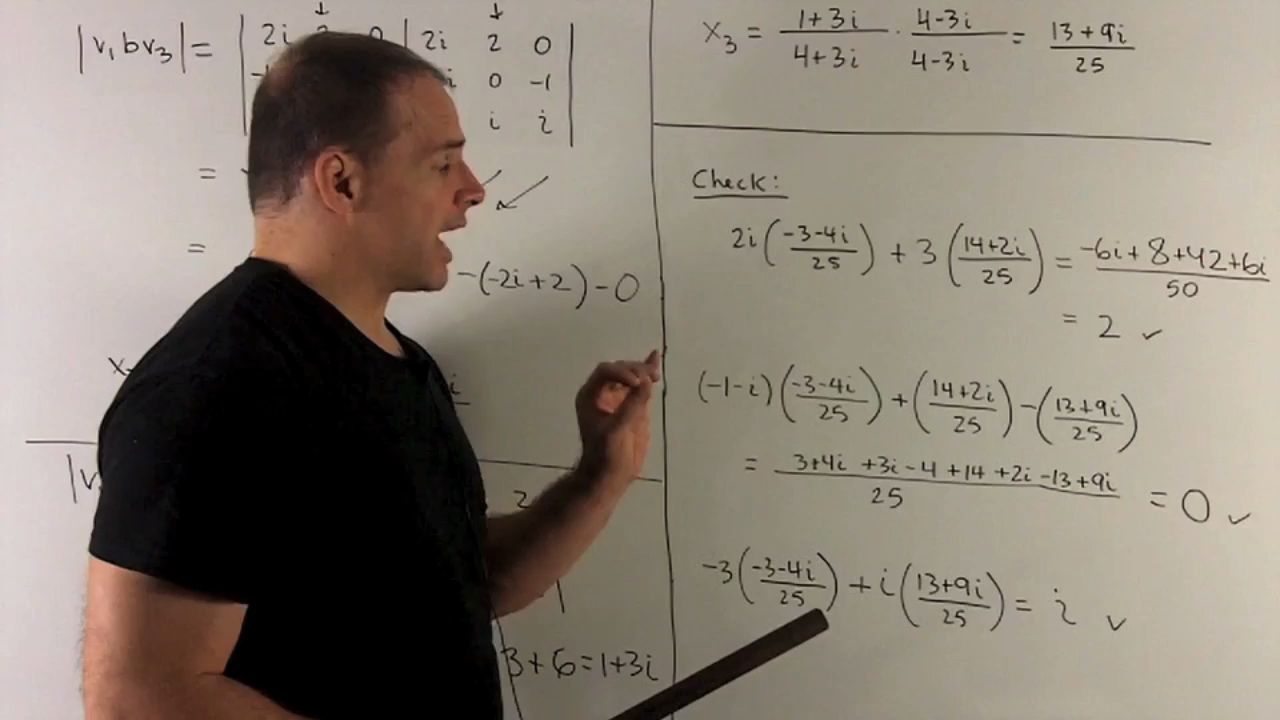 |v₁ b v₃| = | 2i 2 0 | 2i 2 0 |
i 0 -1
i i
=
= -(-2i+2)-0
x i
|v 2
1
3+6=1+3i
x₃ = (1+3i)/(4+3i) · (4-3i)/(4-3i) = (13+9i)/25
Check:
2i((-3-4i)/25) + 3((14+2i)/25) = (-6i+8+42+6i)/50
= 2 ✓
(-1-i)((-3-4i)/25) + ((14+2i)/25) - ((13+9i)/25)
= (3+4i+3i-4+14+2i-13+9i)/25 = 0 ✓
-3((-3-4i)/25) + i((13+9i)/25) = i ✓